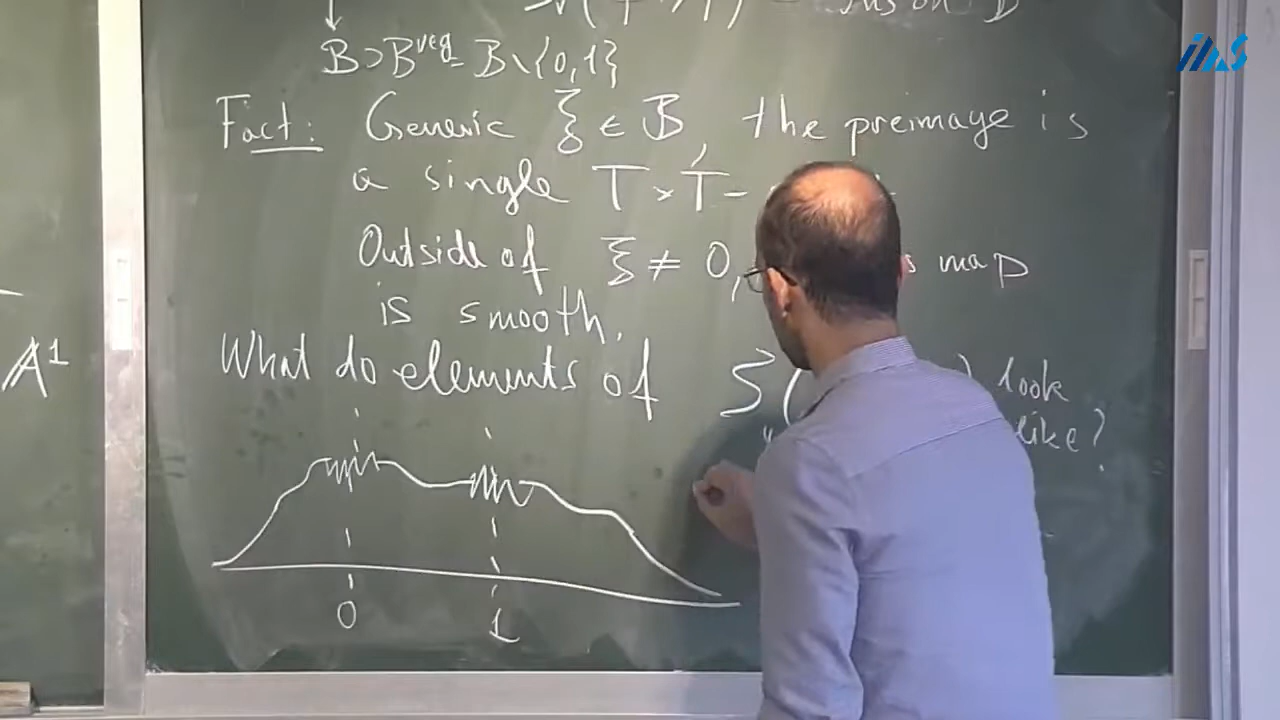 B ⊃ B^reg = B \ {0,1}
IAS
Fact: Generic ξ ∈ B, the preimage is
a single T × T -
Outside of ξ ≠ 0, map
is smooth.
A¹
What do elements of S( ) look
like?
0
1